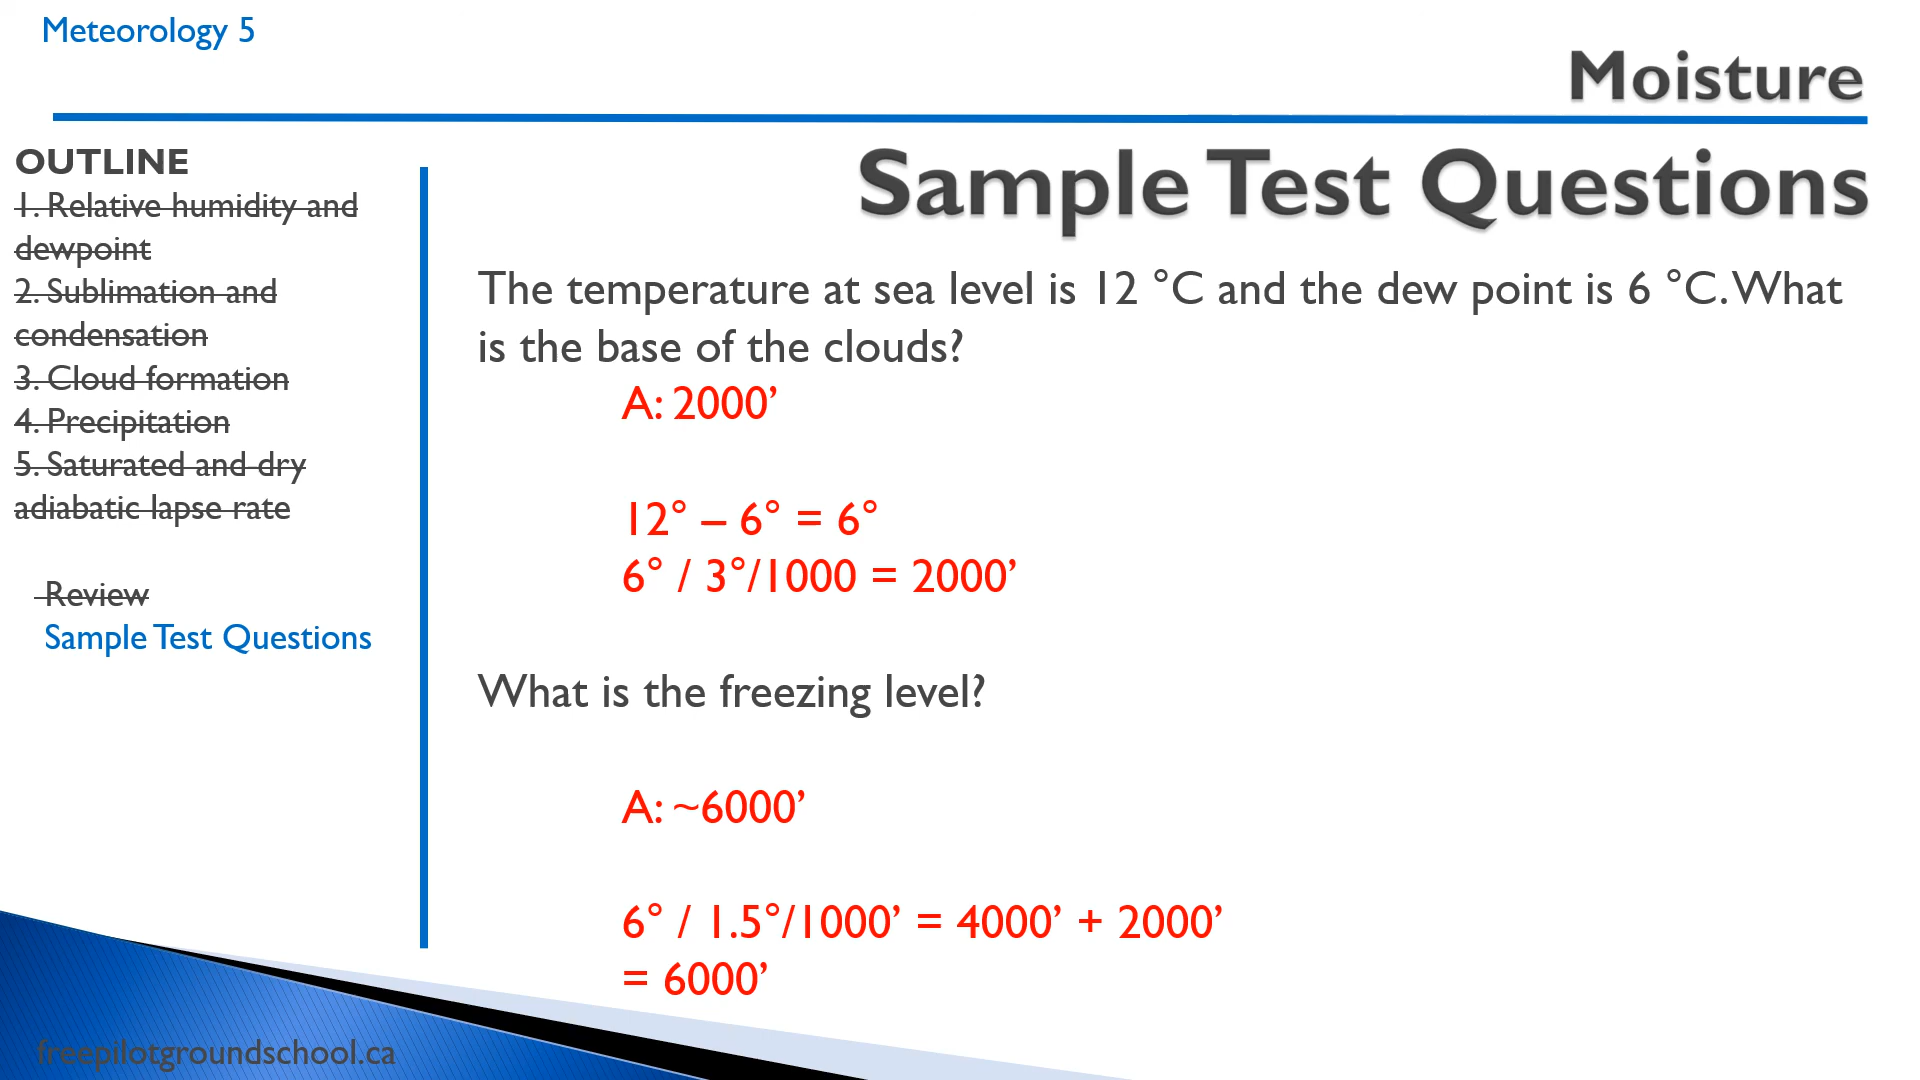 Meteorology 5
Moisture
OUTLINE
1. Relative humidity and
dewpoint
2. Sublimation and
condensation
3. Cloud formation
4. Precipitation
5. Saturated and dry
adiabatic lapse rate
Review
Sample Test Questions
Sample Test Questions
The temperature at sea level is 12 °C and the dew point is 6 °C. What
is the base of the clouds?
A: 2000’
12° – 6° = 6°
6° / 3°/1000 = 2000’
What is the freezing level?
A: ~6000’
6° / 1.5°/1000’ = 4000’ + 2000’
= 6000’
freepilotgroundschool.ca